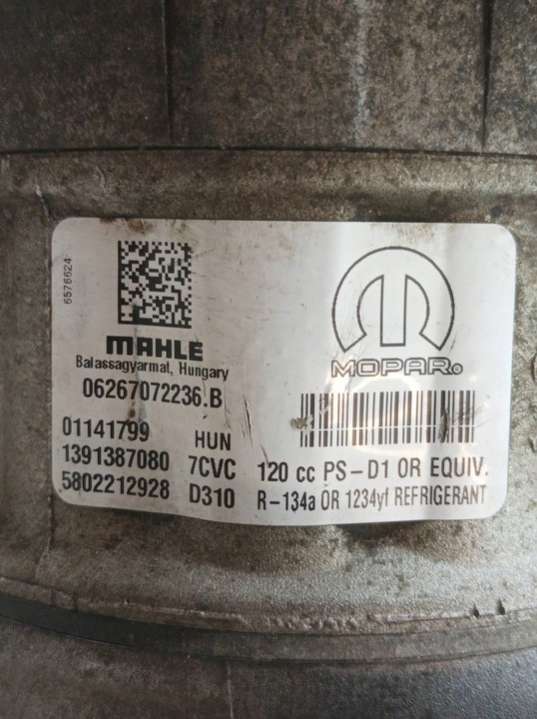 6576624
MAHLE
Balassagyarmat, Hungary
06267072236.B
01141799 HUN
1391387080 7CVC
5802212928 D310
MOPAR®
120 cc PS-D1 OR EQUIV.
R-134a OR 1234yf REFRIGERANT